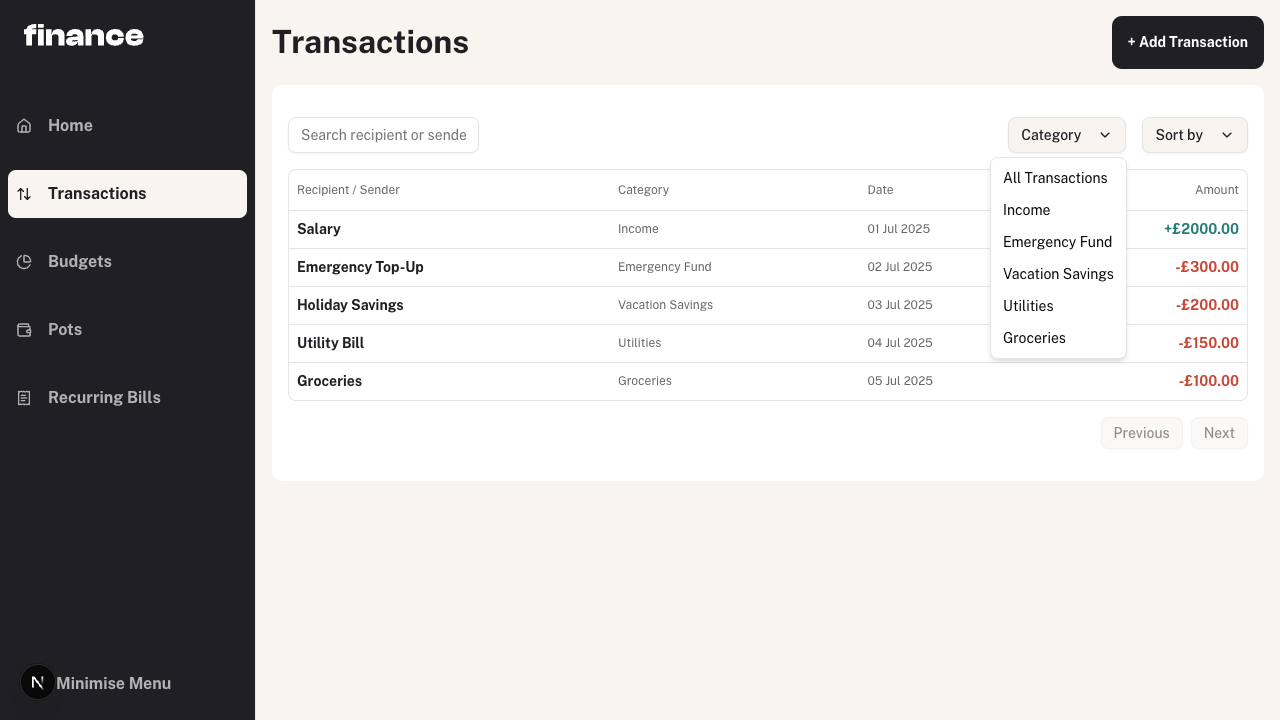 finance
Home
Transactions
Budgets
Pots
Recurring Bills
Minimise Menu
Transactions
+ Add Transaction
Search recipient or sende
Category
Sort by
All Transactions
Income
Emergency Fund
Vacation Savings
Utilities
Groceries
Recipient / Sender Category Date Amount
Salary Income 01 Jul 2025 +£2000.00
Emergency Top-Up Emergency Fund 02 Jul 2025 -£300.00
Holiday Savings Vacation Savings 03 Jul 2025 -£200.00
Utility Bill Utilities 04 Jul 2025 -£150.00
Groceries Groceries 05 Jul 2025 -£100.00
Previous
Next